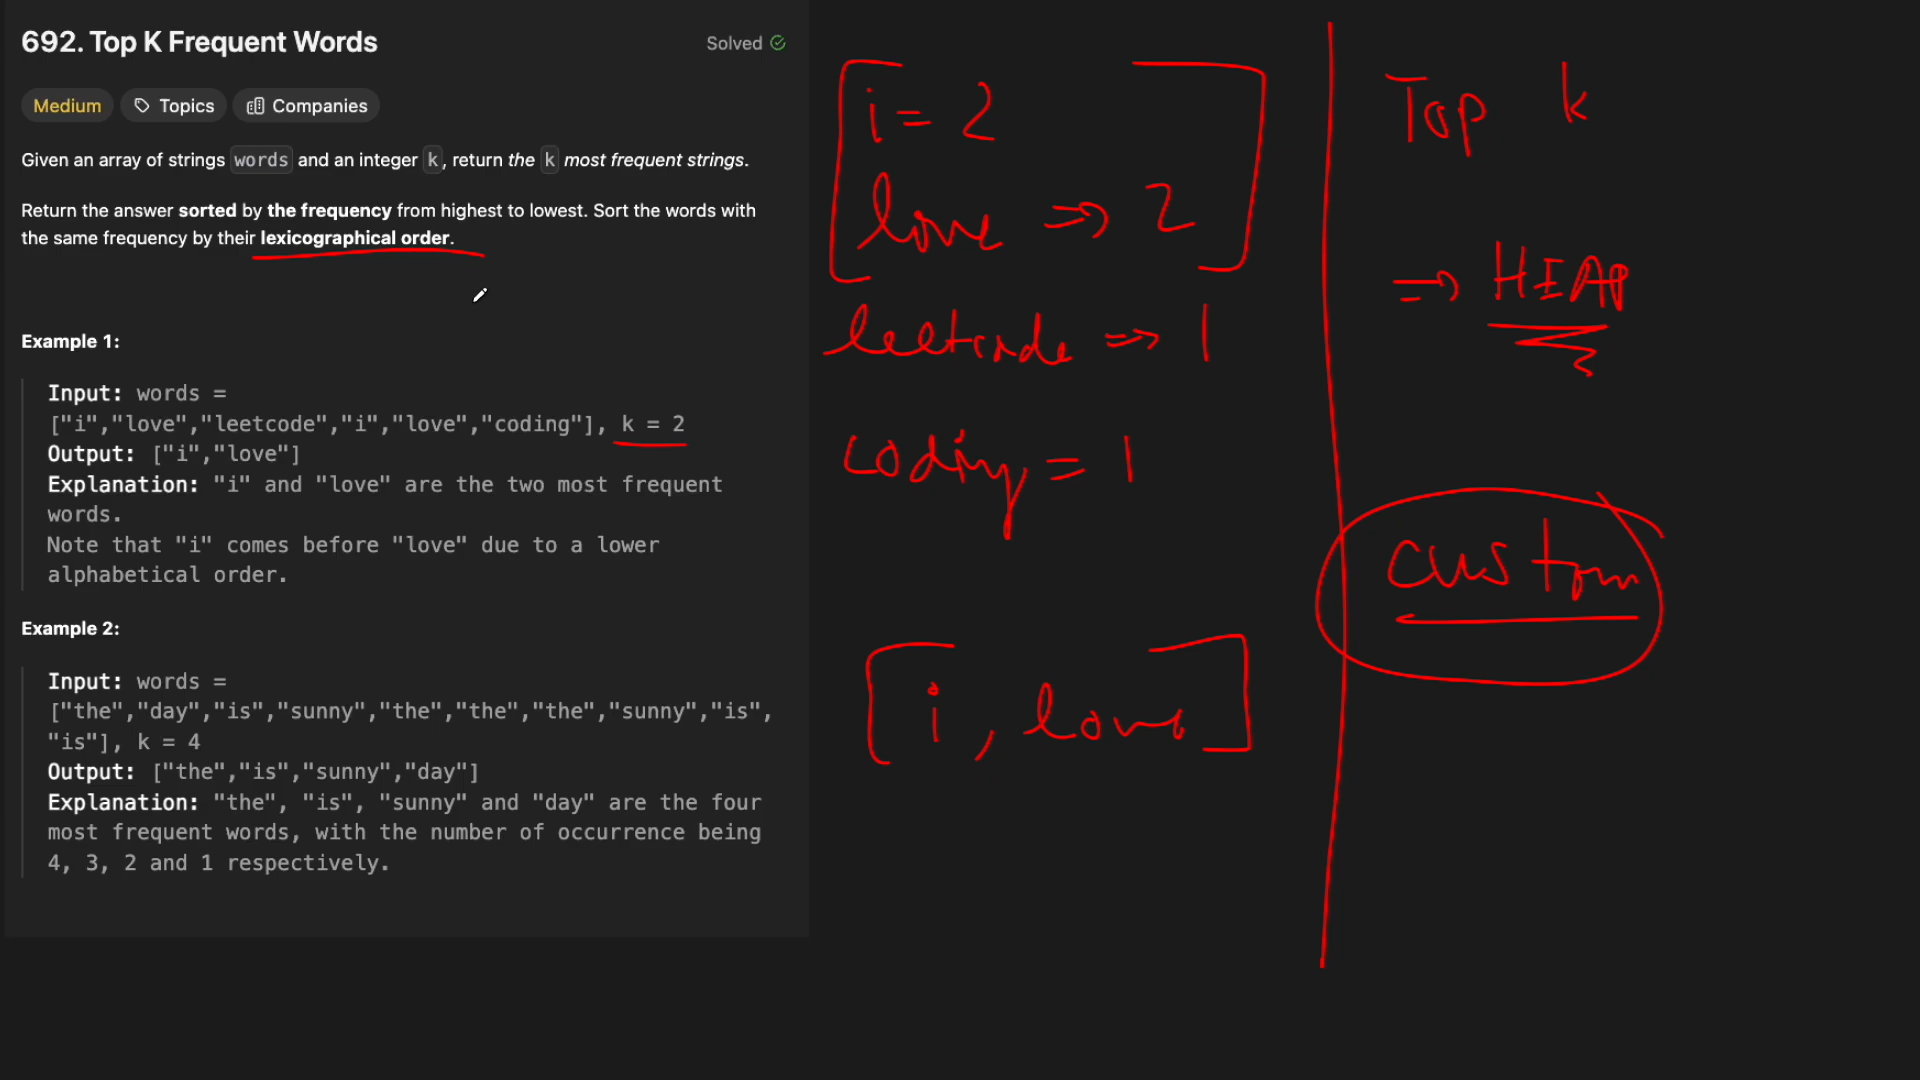 692. Top K Frequent Words
Solved
Medium Topics Companies
Given an array of strings words and an integer k, return the k most frequent strings.
Return the answer sorted by the frequency from highest to lowest. Sort the words with
the same frequency by their lexicographical order.
Example 1:
Input: words =
["i","love","leetcode","i","love","coding"], k = 2
Output: ["i","love"]
Explanation: "i" and "love" are the two most frequent
words.
Note that "i" comes before "love" due to a lower
alphabetical order.
Example 2:
Input: words =
["the","day","is","sunny","the","the","the","sunny","is",
"is"], k = 4
Output: ["the","is","sunny","day"]
Explanation: "the", "is", "sunny" and "day" are the four
most frequent words, with the number of occurrence being
4, 3, 2 and 1 respectively.
i = 2
love => 2
leetcode => 1
coding = 1
[i, love]
Top k
=> HEAP
custom